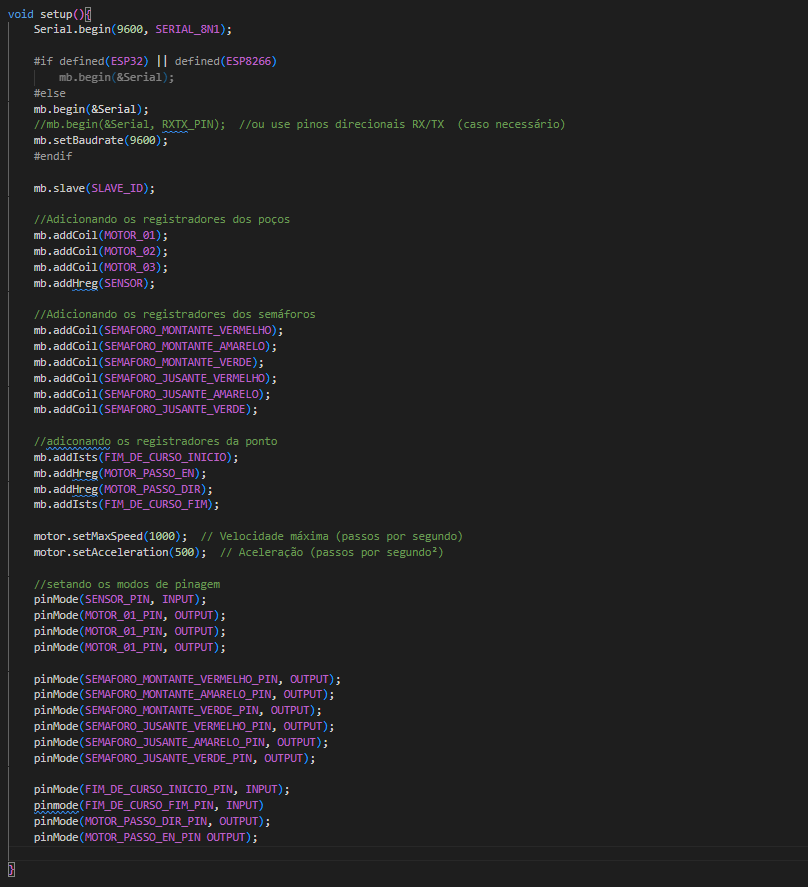 void setup(){
Serial.begin(9600, SERIAL_8N1);
#if defined(ESP32) || defined(ESP8266)
mb.begin(&Serial);
#else
mb.begin(&Serial);
//mb.begin(&Serial, RXTX_PIN);  //ou use pinos direcionais RX/TX  (caso necessário)
mb.setBaudrate(9600);
#endif
mb.slave(SLAVE_ID);
//Adicionando os registradores dos poços
mb.addCoil(MOTOR_01);
mb.addCoil(MOTOR_02);
mb.addCoil(MOTOR_03);
mb.addHreg(SENSOR);
//Adicionando os registradores dos semáforos
mb.addCoil(SEMAFORO_MONTANTE_VERMELHO);
mb.addCoil(SEMAFORO_MONTANTE_AMARELO);
mb.addCoil(SEMAFORO_MONTANTE_VERDE);
mb.addCoil(SEMAFORO_JUSANTE_VERMELHO);
mb.addCoil(SEMAFORO_JUSANTE_AMARELO);
mb.addCoil(SEMAFORO_JUSANTE_VERDE);
//adiconando os registradores da ponto
mb.addIsts(FIM_DE_CURSO_INICIO);
mb.addHreg(MOTOR_PASSO_EN);
mb.addHreg(MOTOR_PASSO_DIR);
mb.addIsts(FIM_DE_CURSO_FIM);
motor.setMaxSpeed(1000);  // Velocidade máxima (passos por segundo)
motor.setAcceleration(500);  // Aceleração (passos por segundo²)
//setando os modos de pinagem
pinMode(SENSOR_PIN, INPUT);
pinMode(MOTOR_01_PIN, OUTPUT);
pinMode(MOTOR_01_PIN, OUTPUT);
pinMode(MOTOR_01_PIN, OUTPUT);
pinMode(SEMAFORO_MONTANTE_VERMELHO_PIN, OUTPUT);
pinMode(SEMAFORO_MONTANTE_AMARELO_PIN, OUTPUT);
pinMode(SEMAFORO_MONTANTE_VERDE_PIN, OUTPUT);
pinMode(SEMAFORO_JUSANTE_VERMELHO_PIN, OUTPUT);
pinMode(SEMAFORO_JUSANTE_AMARELO_PIN, OUTPUT);
pinMode(SEMAFORO_JUSANTE_VERDE_PIN, OUTPUT);
pinMode(FIM_DE_CURSO_INICIO_PIN, INPUT);
pinmode(FIM_DE_CURSO_FIM_PIN, INPUT)
pinMode(MOTOR_PASSO_DIR_PIN, OUTPUT);
pinMode(MOTOR_PASSO_EN_PIN OUTPUT);
}